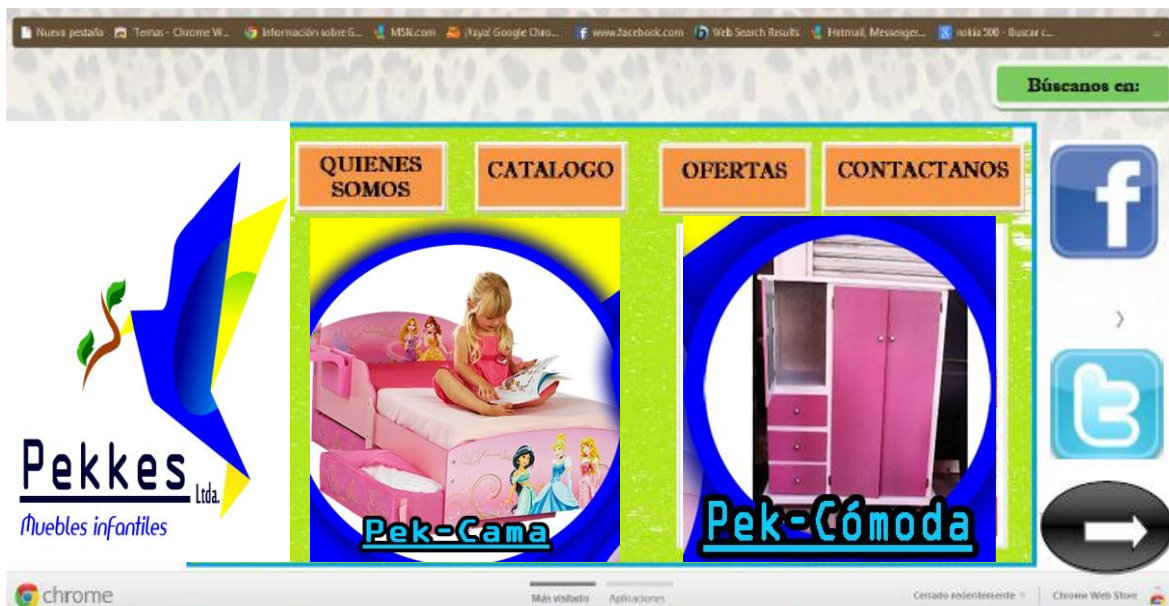 Nueva pestaña
Temas - Chrome W...
Información sobre G...
MSN.com
¡Vaya! Google Chro...
www.facebook.com
Web Search Results
Hotmail, Messenger...
nokia 500 - Buscar c...
Búscanos en:
QUIENES
SOMOS
CATALOGO
OFERTAS
CONTACTANOS
Pekkes Ltda.
Muebles infantiles
Pek-Cama
Pek-Cómoda
chrome
Más visitado
Aplicaciones
Cerrado recientemente
Chrome Web Store